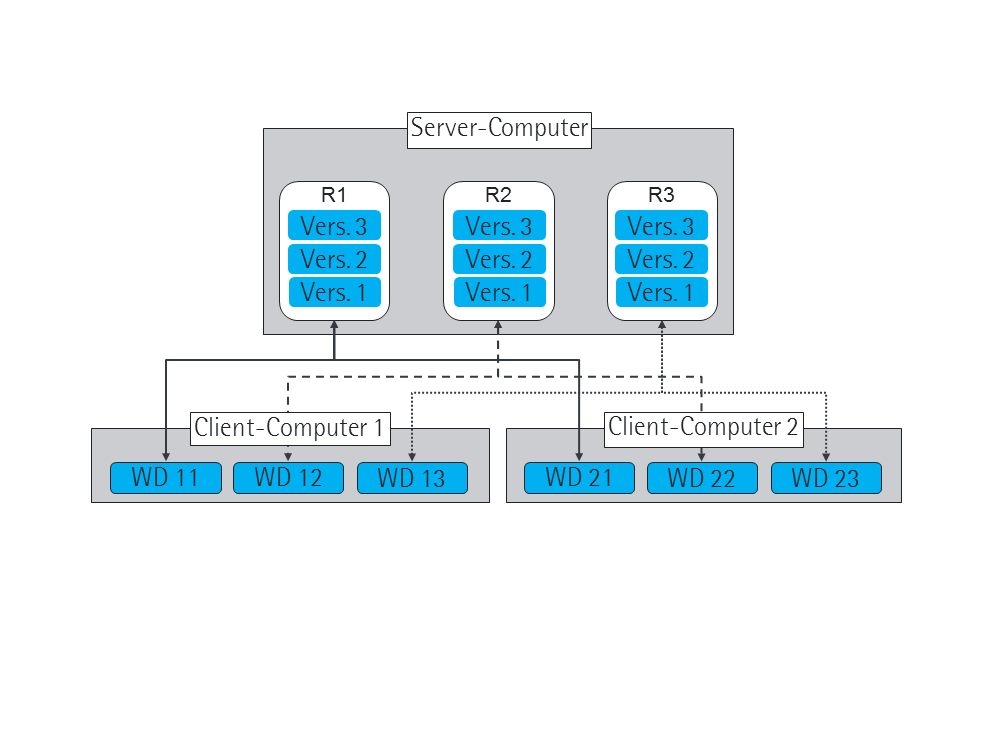 Server-Computer
R1
R2
R3
Vers. 3
Vers. 3
Vers. 3
Vers. 2
Vers. 2
Vers. 2
Vers. 1
Vers. 1
Vers. 1
Client-Computer 1
Client-Computer 2
WD 11
WD 12
WD 13
WD 21
WD 22
WD 23